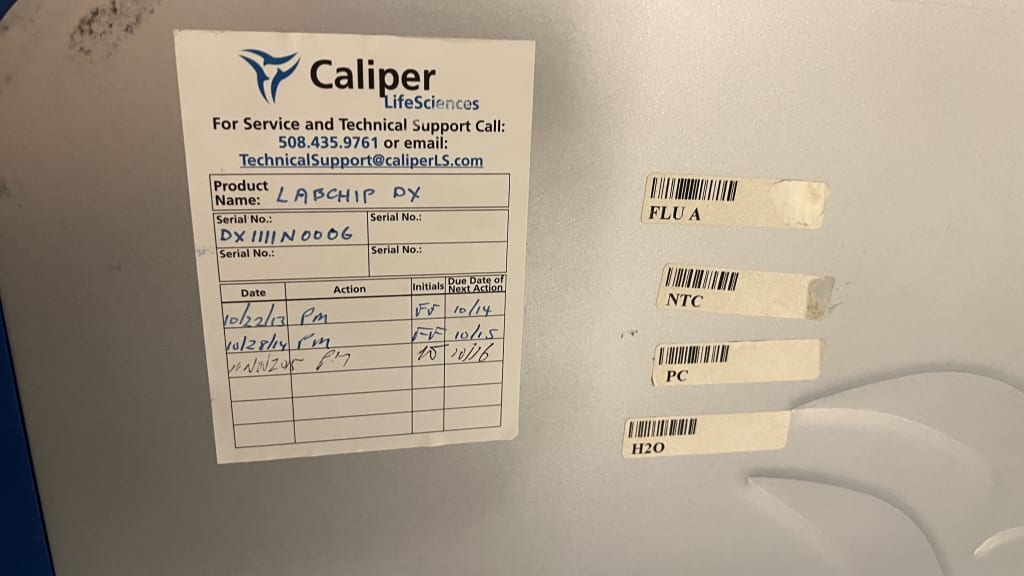 Caliper
LifeSciences
For Service and Technical Support Call:
508.435.9761 or email:
TechnicalSupport@caliperLS.com
Product Name: LABCHIP DX
Serial No.: Serial No.:
DX1111N0006
Serial No.: Serial No.:
Date Action Initials Due Date of Next Action
10/22/13 PM FF 10/14
10/28/14 PM FF 10/15
PM 10/16
FLU A
NTC
PC
H2O